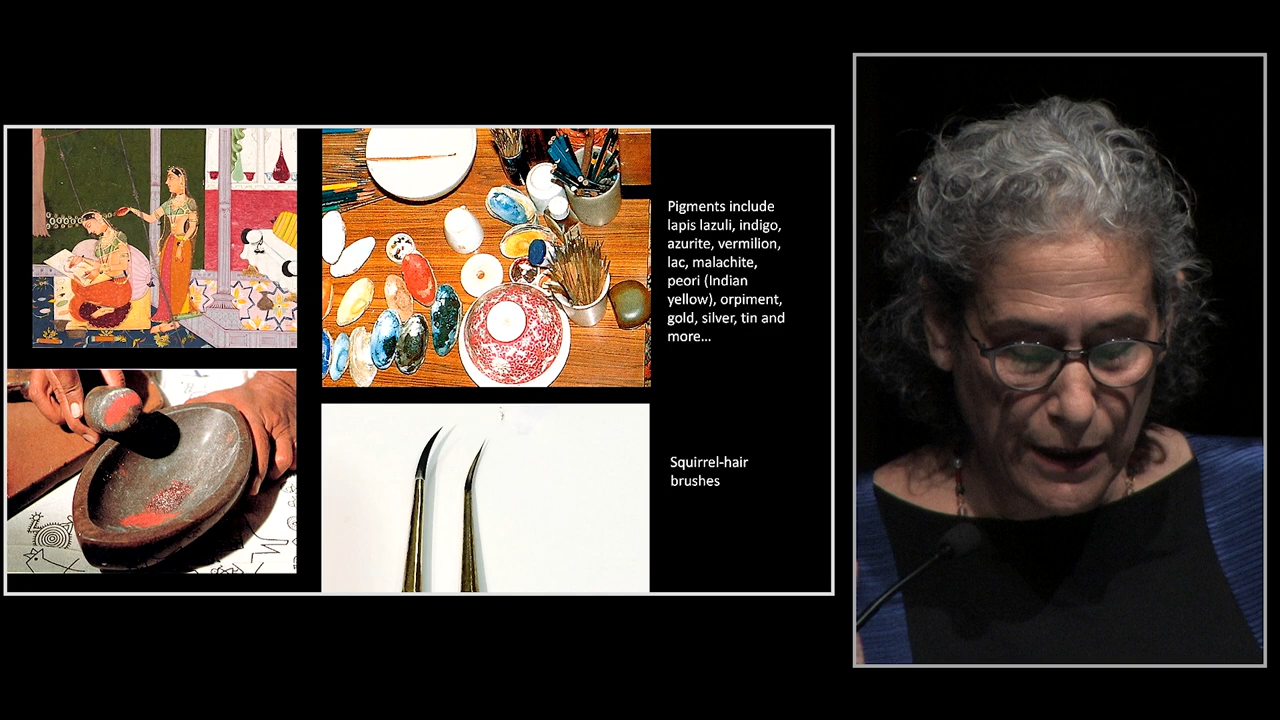 Pigments include
lapis lazuli, indigo,
azurite, vermilion,
lac, malachite,
peori (Indian
yellow), orpiment,
gold, silver, tin and
more...
Squirrel-hair
brushes